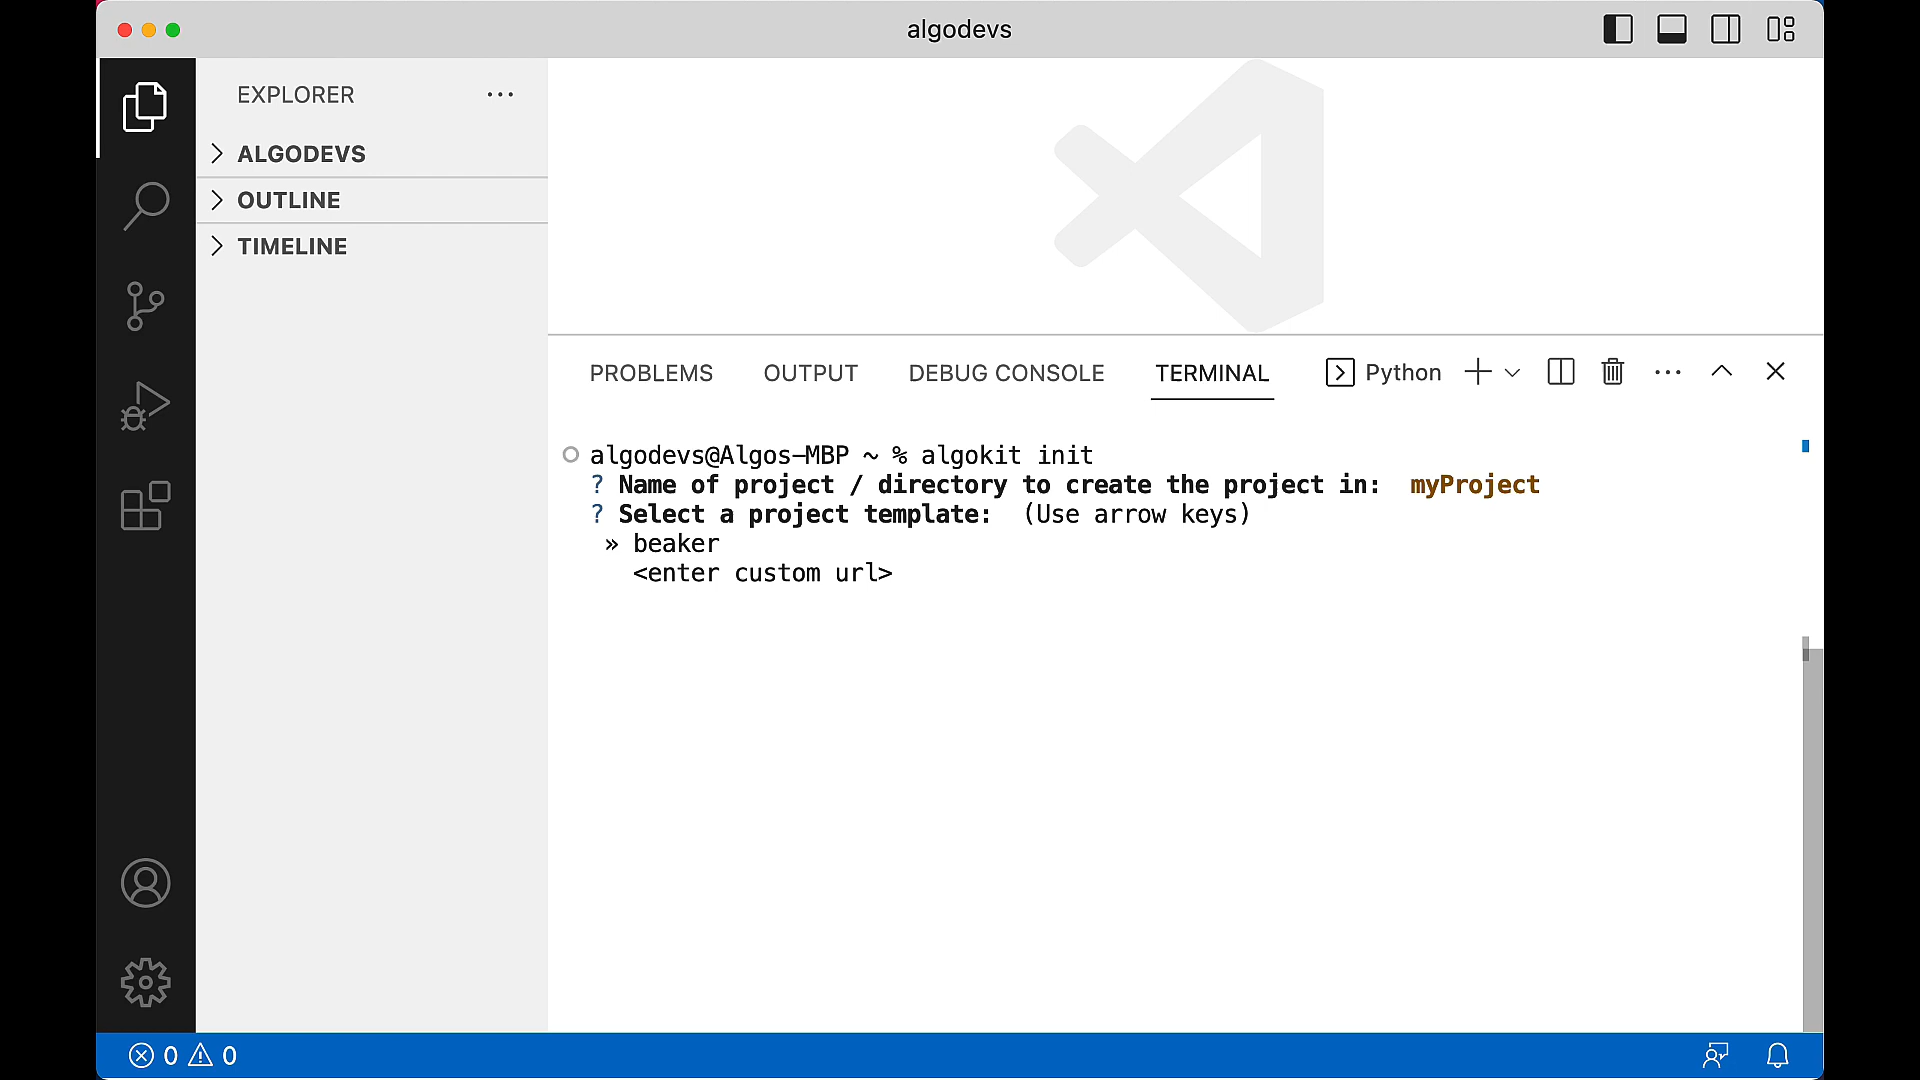 algodevs
EXPLORER
ALGODEVS
OUTLINE
TIMELINE
PROBLEMS OUTPUT DEBUG CONSOLE TERMINAL Python
algodevs@Algos-MBP ~ % algokit init
? Name of project / directory to create the project in: myProject
? Select a project template: (Use arrow keys)
» beaker
<enter custom url>
0 0